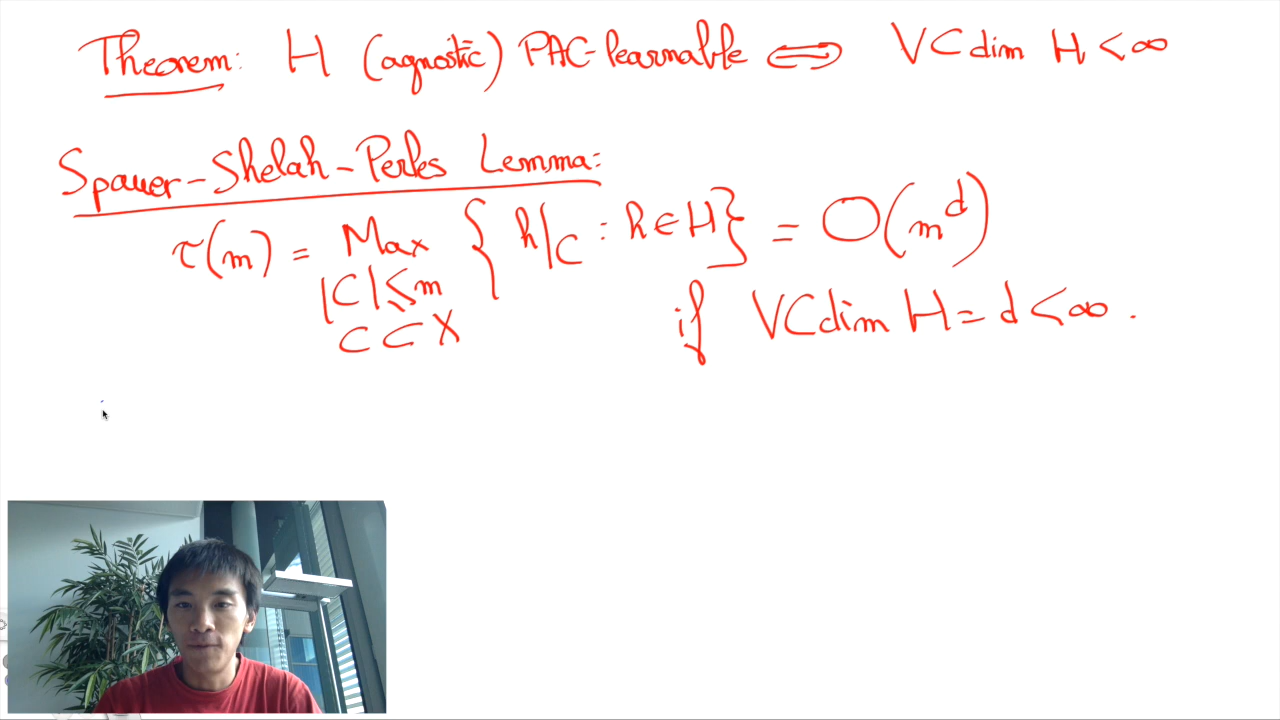 Theorem: H (agnostic) PAC-learnable ⟺ VCdim H < ∞
Spauer-Shelah-Perles Lemma:
τ(m) = Max { h/C : h ∈ H } = O(m^d)
|C| ≤ m
C ⊂ X
if VCdim H = d < ∞ .